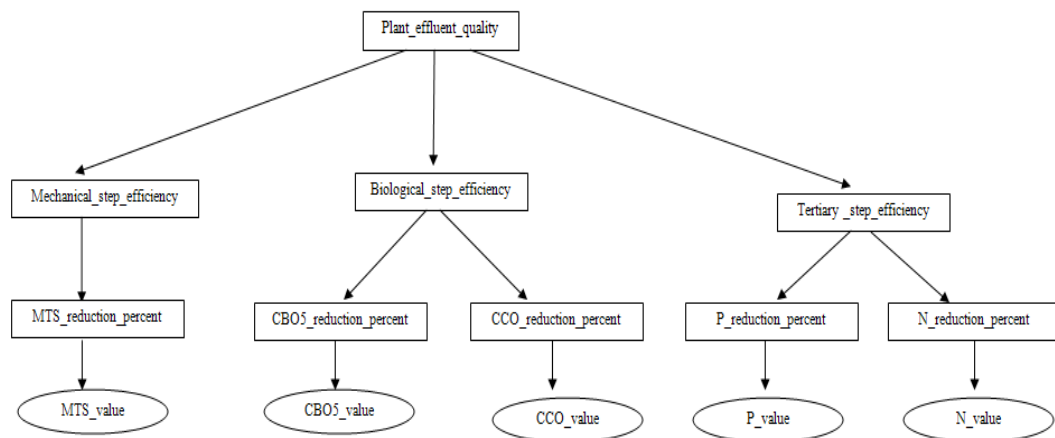 Plant_effluent_quality
Mechanical_step_efficiency
Biological_step_efficiency
Tertiary _step_efficiency
MTS_reduction_percent
CBO5_reduction_percent
CCO_reduction_percent
P_reduction_percent
N_reduction_percent
MTS_value
CBO5_value
CCO_value
P_value
N_value